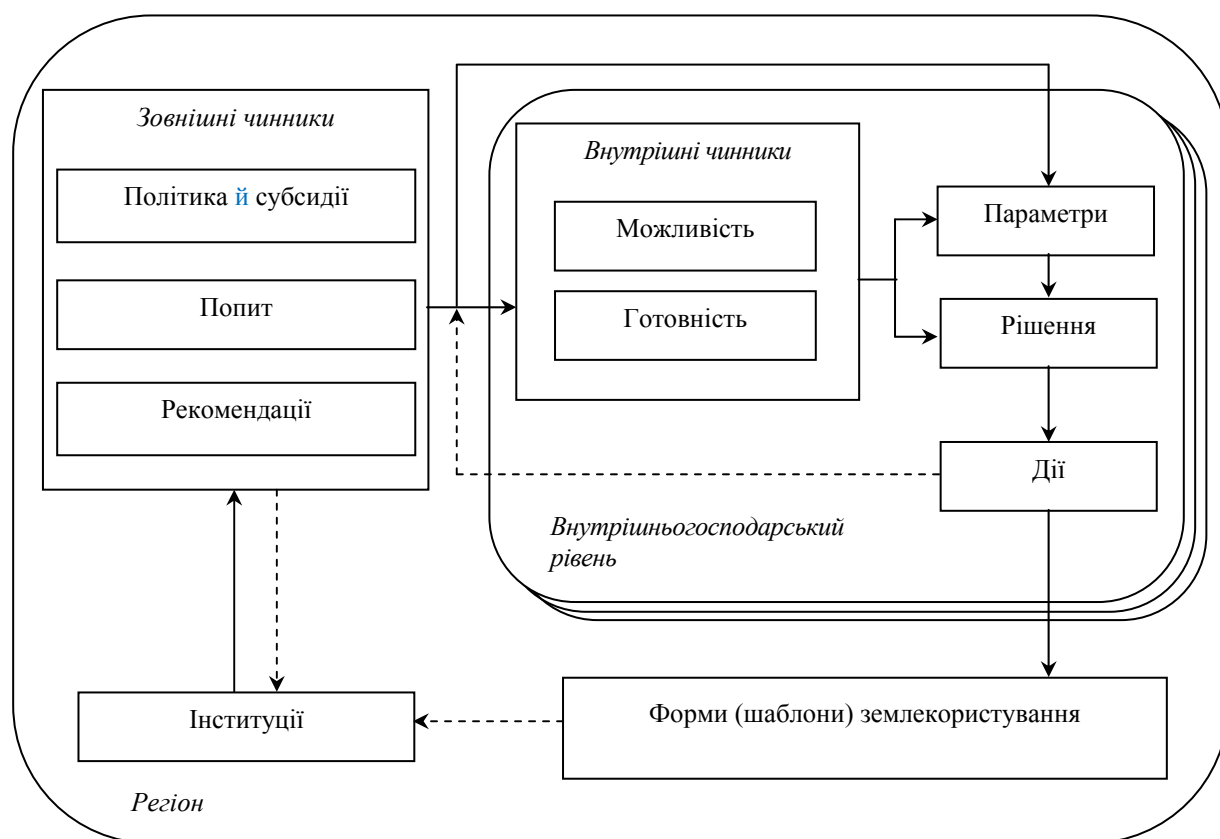 Зовнішні чинники
Політика й субсидії
Попит
Рекомендації
Внутрішні чинники
Можливість
Готовність
Параметри
Рішення
Дії
Внутрішньогосподарський
рівень
Інституції
Форми (шаблони) землекористування
Регіон